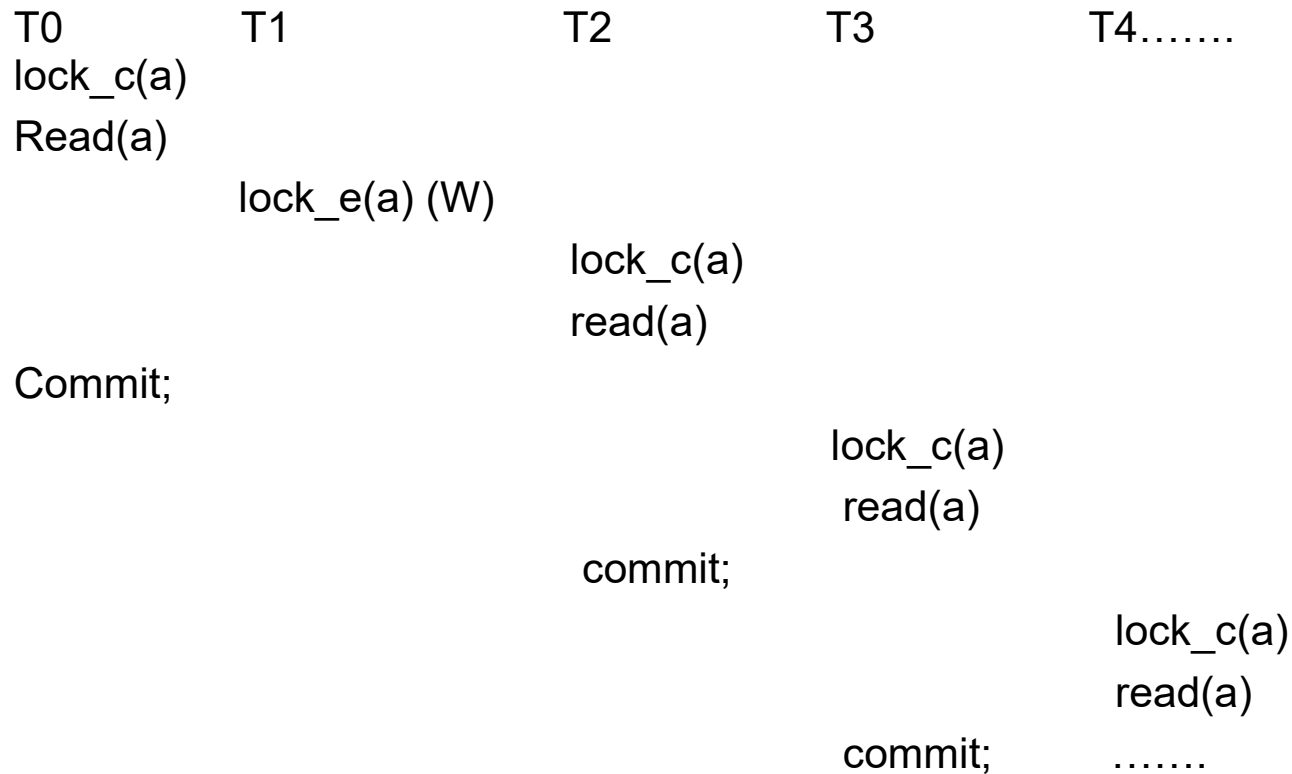 T0 T1 T2 T3 T4…….
lock_c(a)
Read(a)
lock_e(a) (W)
lock_c(a)
read(a)
Commit;
lock_c(a)
read(a)
commit;
lock_c(a)
read(a)
commit; …….